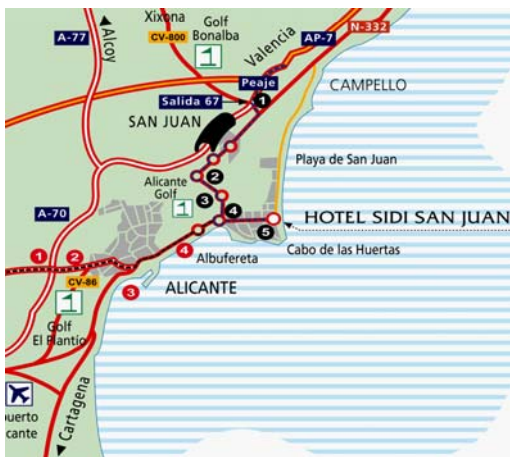 Xixona
Golf
Bonalba
CV-800
1
A-77
Alcoy
Valencia
AP-7
N-332
Peaje
CAMPELLO
Salida 67
1
SAN JUAN
Playa de San Juan
2
Alicante
Golf
1
3
4
HOTEL SIDI SAN JUAN
5
A-70
Cabo de las Huertas
1
2
4
Albufereta
CV-86
3
ALICANTE
1
Golf
El Plantío
Cartagena
puerto
icante